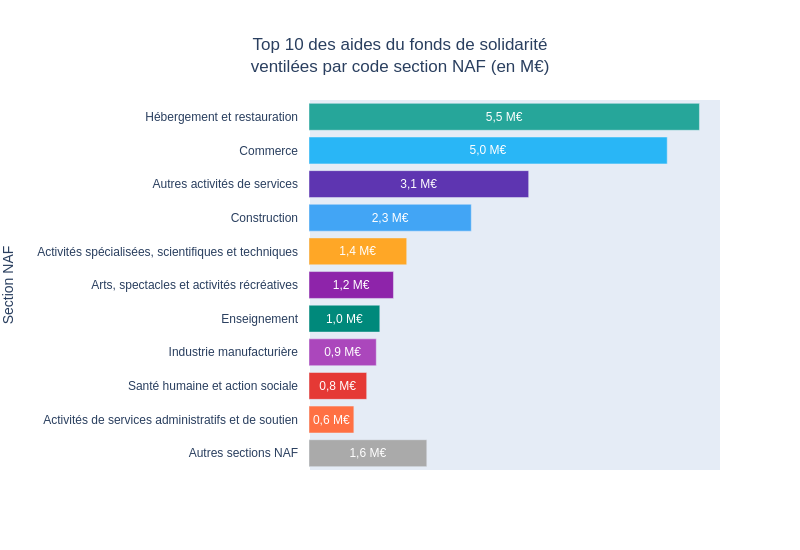 Top 10 des aides du fonds de solidarité
ventilées par code section NAF (en M€)
Section NAF
Hébergement et restauration 5,5 M€
Commerce 5,0 M€
Autres activités de services 3,1 M€
Construction 2,3 M€
Activités spécialisées, scientifiques et techniques 1,4 M€
Arts, spectacles et activités récréatives 1,2 M€
Enseignement 1,0 M€
Industrie manufacturière 0,9 M€
Santé humaine et action sociale 0,8 M€
Activités de services administratifs et de soutien 0,6 M€
Autres sections NAF 1,6 M€